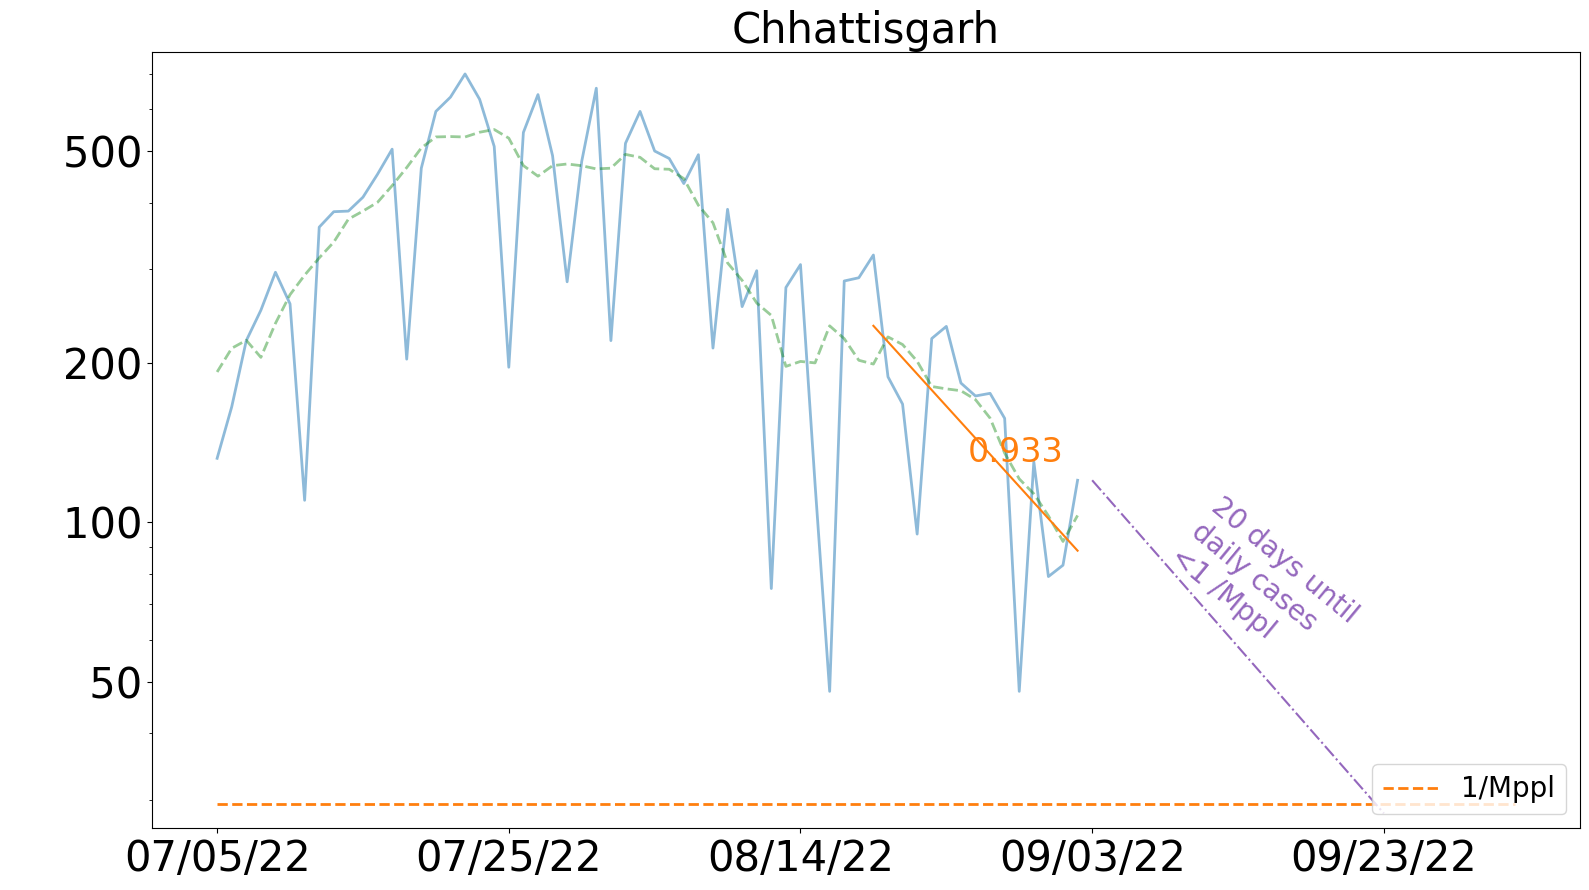 Chhattisgarh
500
200
100
50
0.933
20 days until
daily cases
<1 /Mppl
1/Mppl
07/05/22
07/25/22
08/14/22
09/03/22
09/23/22